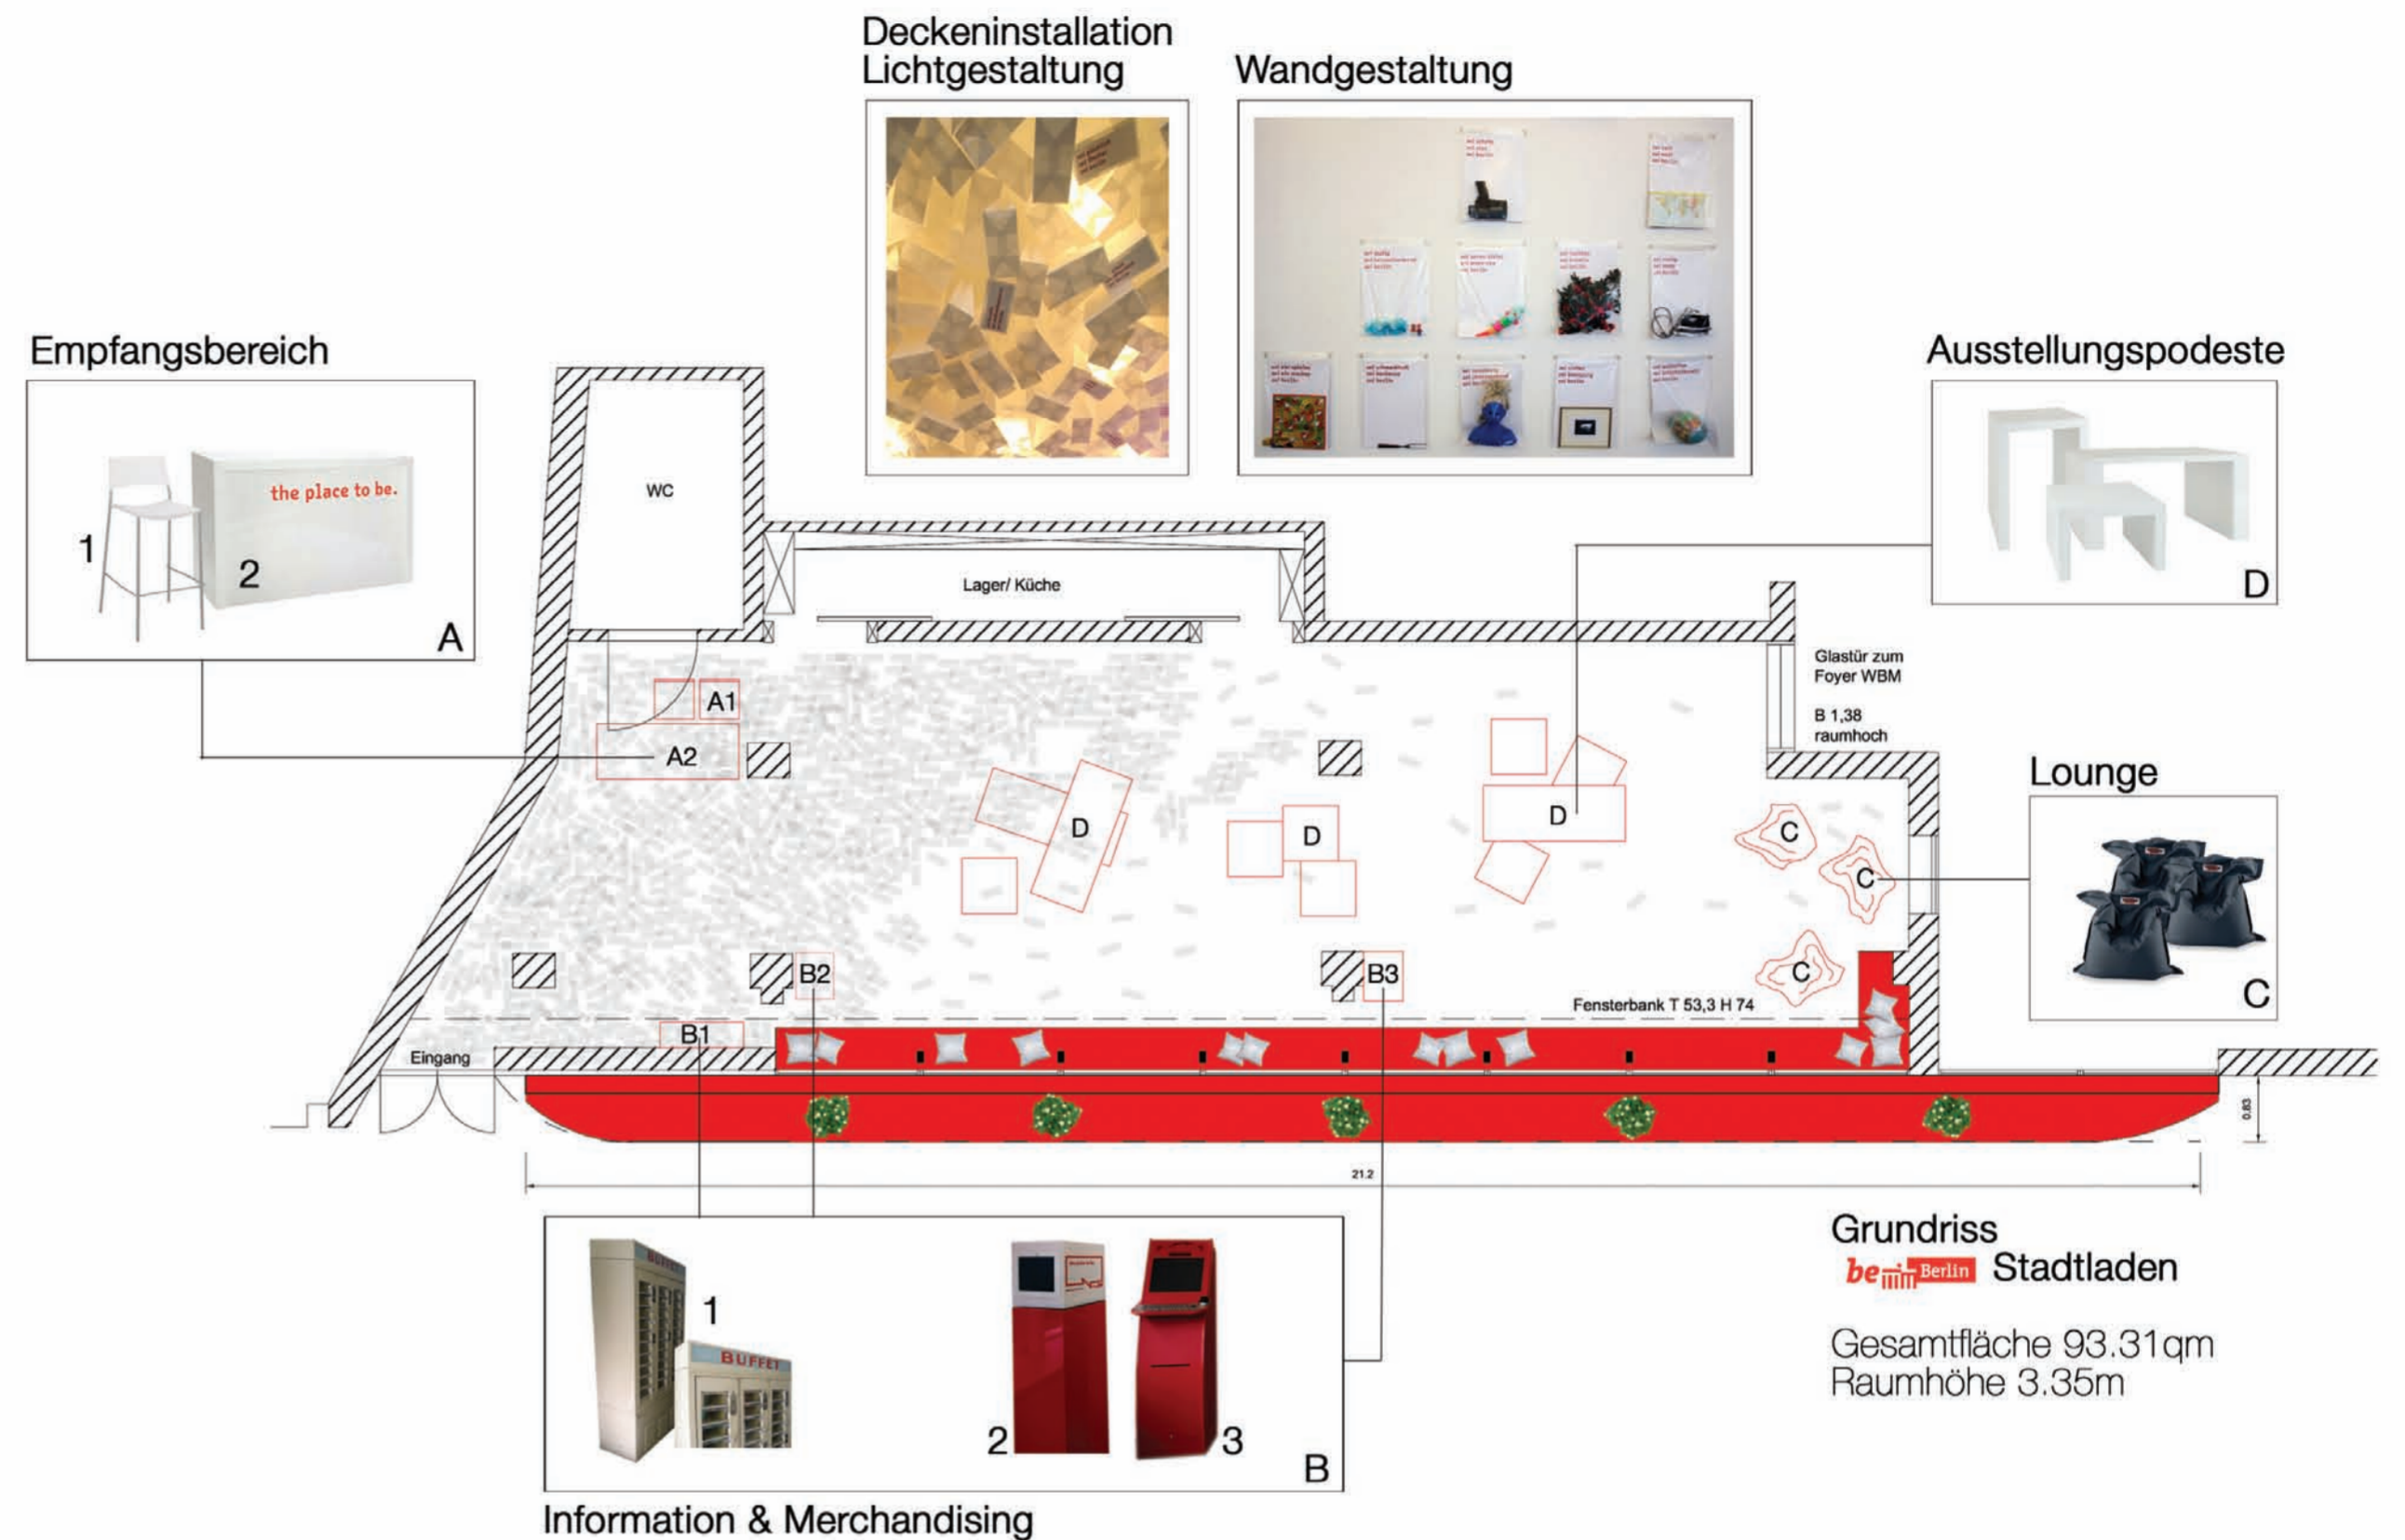 Deckeninstallation
Lichtgestaltung
Wandgestaltung
Empfangsbereich
the place to be.
1
2
A
Ausstellungspodeste
D
WC
Lager/ Küche
Glastür zum
Foyer WBM
B 1,38
raumhoch
A1
A2
D
D
D
Lounge
C
C
C
C
B2
B3
Fensterbank T 53,3 H 74
B1
Eingang
0.83
21.2
BUFFET
1
BUFFET
2
3
B
Information & Merchandising
Grundriss
be Berlin Stadtladen
Gesamtfläche 93.31qm
Raumhöhe 3.35m